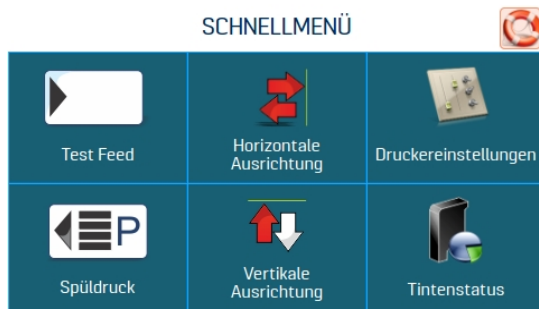 SCHNELLMENÜ
Test Feed
Horizontale
Ausrichtung
Druckereinstellungen
P
Spüldruck
Vertikale
Ausrichtung
Tintenstatus